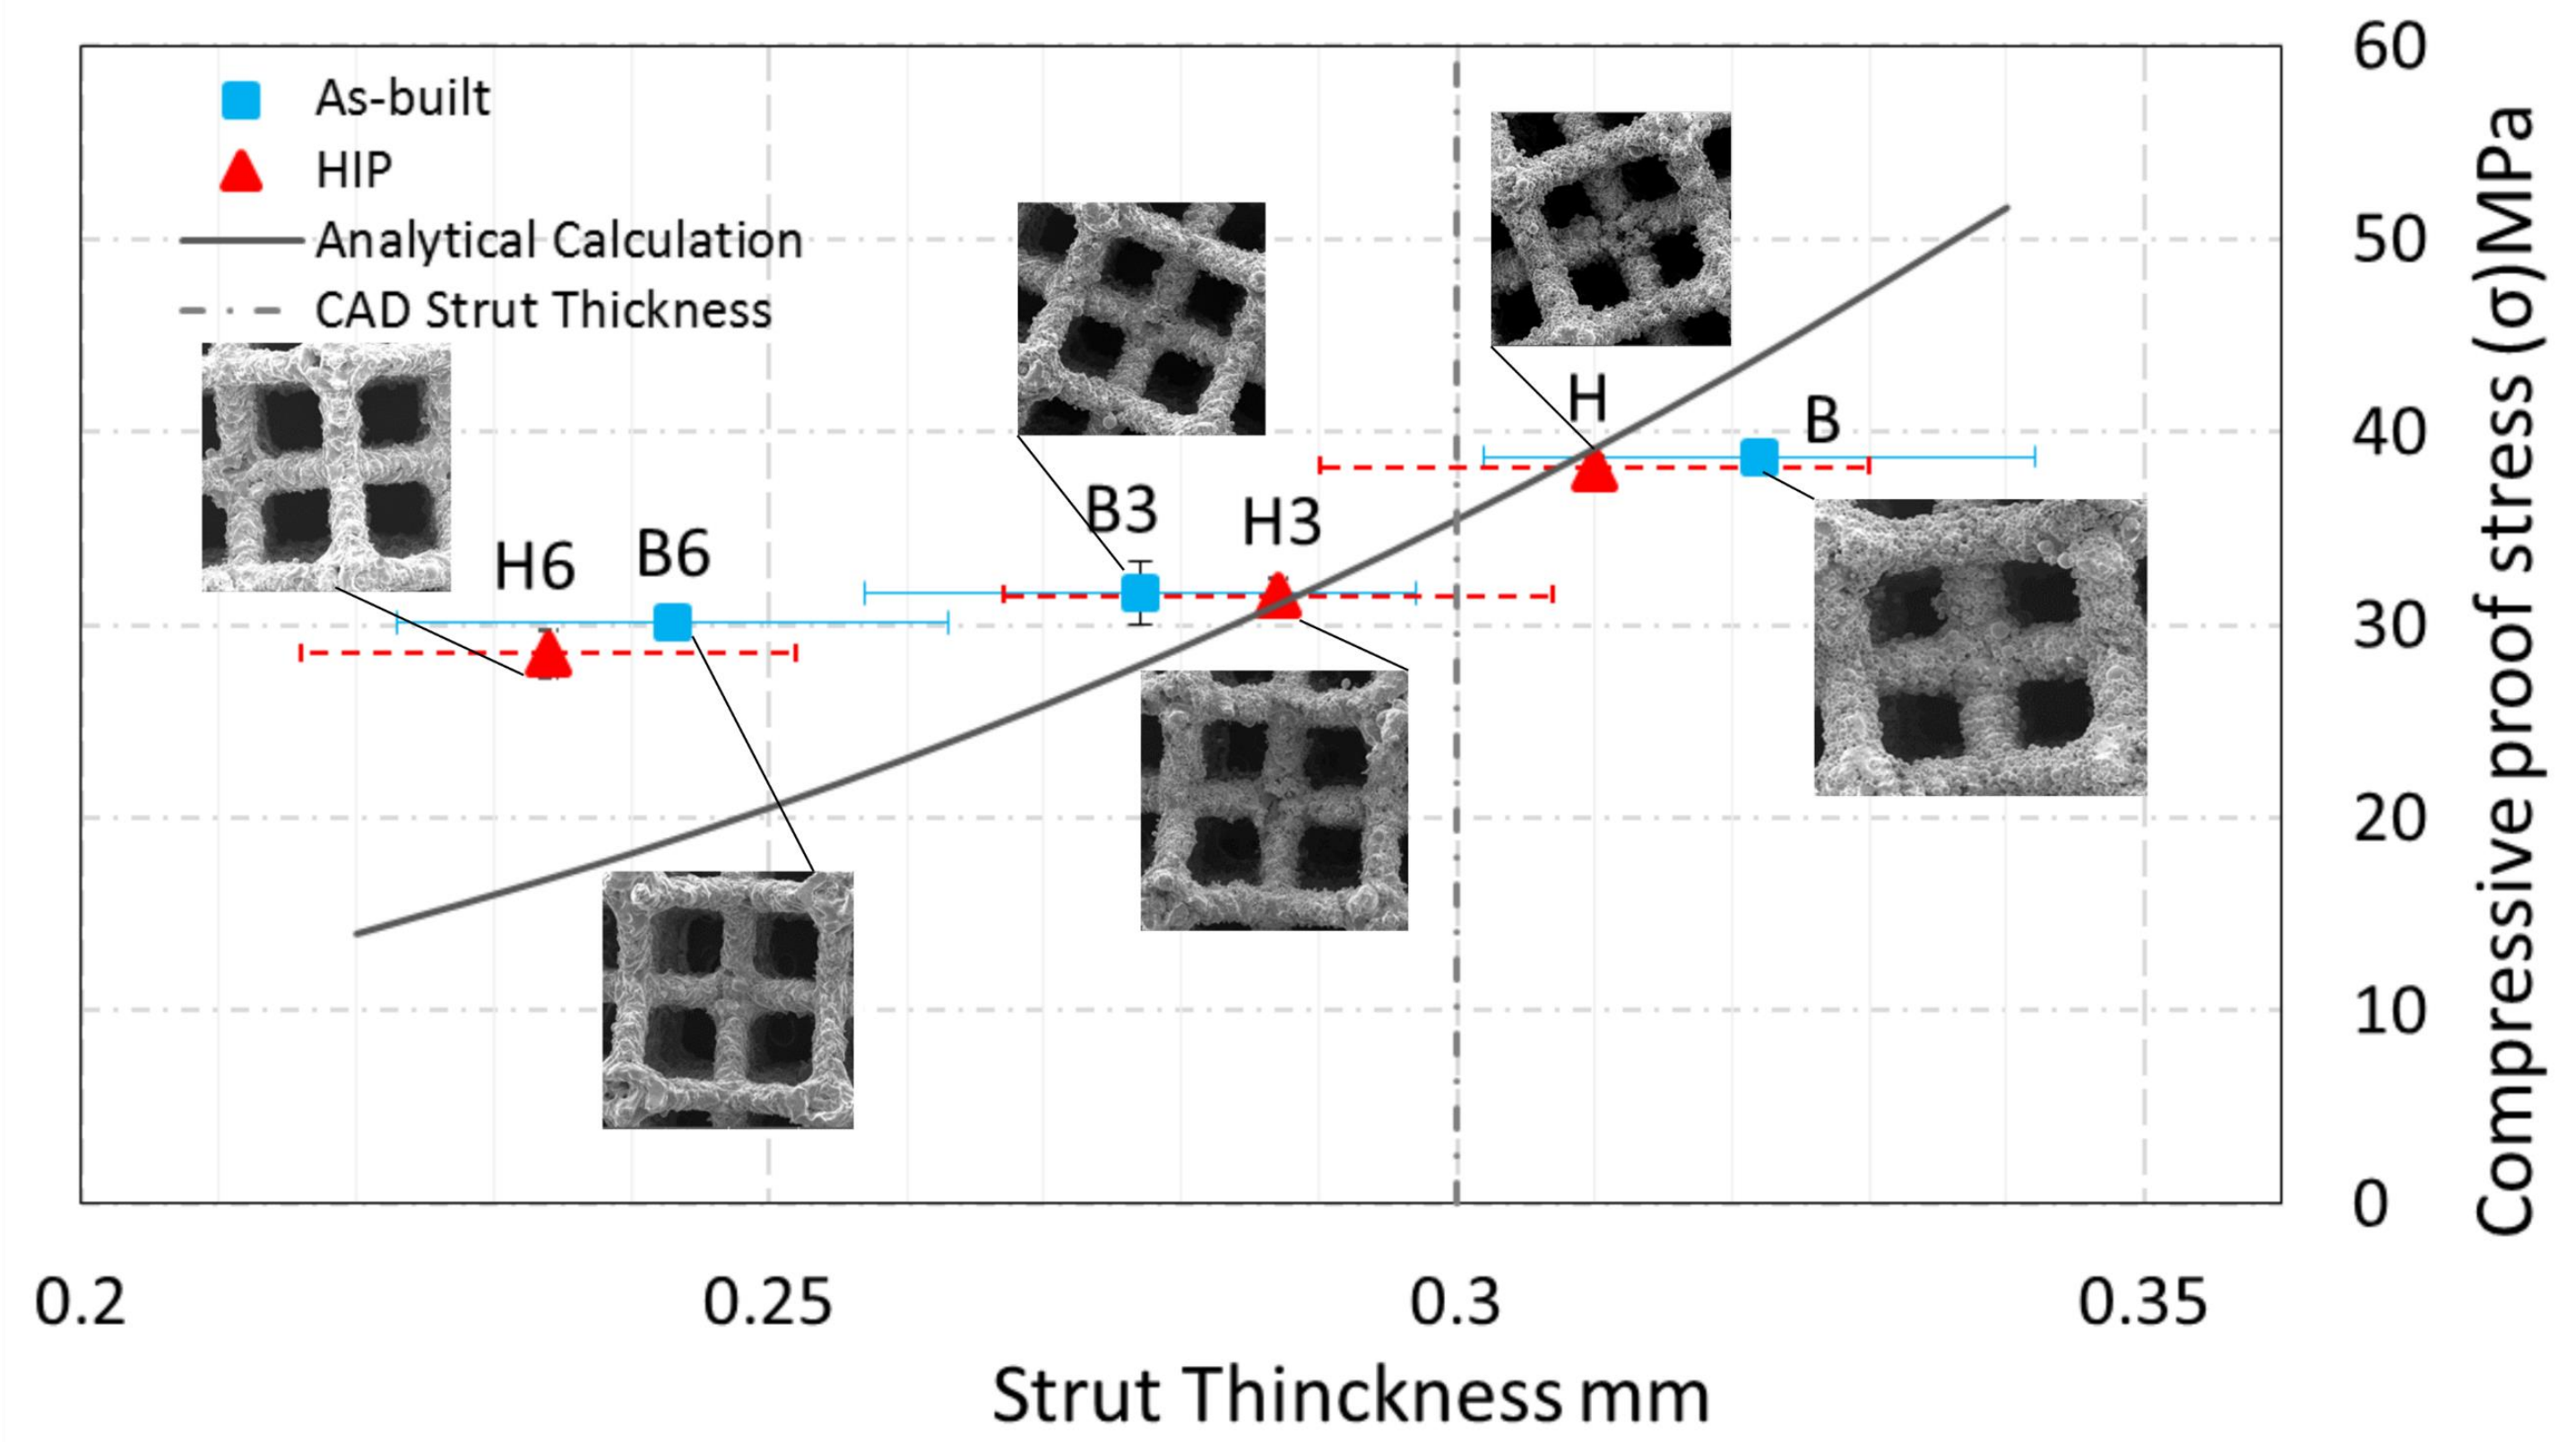 As-built
HIP
Analytical Calculation
CAD Strut Thickness
H6
B6
B3
H3
H
B
60
50
40
30
20
10
0
Compressive proof stress (σ)MPa
0.2
0.25
0.3
0.35
Strut Thinckness mm